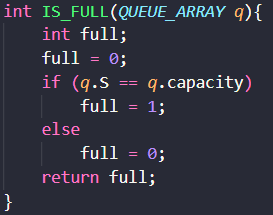 int IS_FULL(QUEUE_ARRAY q){
    int full;
    full = 0;
    if (q.S == q.capacity)
        full = 1;
    else
        full = 0;
    return full;
}